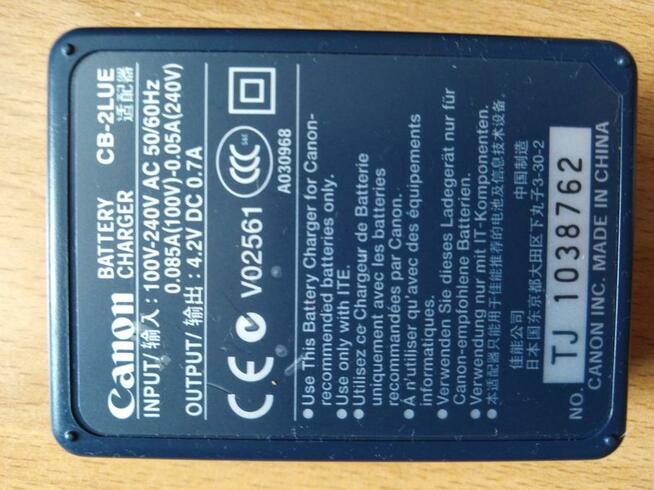 Canon BATTERY CHARGER CB-2LUE 适配器
INPUT/输入 : 100V-240V AC 50/60Hz
0.085A(100V)-0.05A(240V)
OUTPUT/输出 : 4.2V DC 0.7A
CE V02561 CCC S&E
A030968
● Use This Battery Charger for Canon-
recommended batteries only.
● Use only with ITE.
● Utilisez ce Chargeur de Batterie
uniquement avec les batteries
recommandées par Canon.
● À n'utiliser qu'avec des équipements
informatiques.
● Verwenden Sie dieses Ladegerät nur für
Canon-empfohlene Batterien.
● Verwendung nur mit IT-Komponenten.
● 本适配器只能用于佳能推荐的电池及信息技术设备.
佳能公司 中国制造
日本国东京都大田区下丸子3-30-2
NO. TJ 1038762
CANON INC. MADE IN CHINA